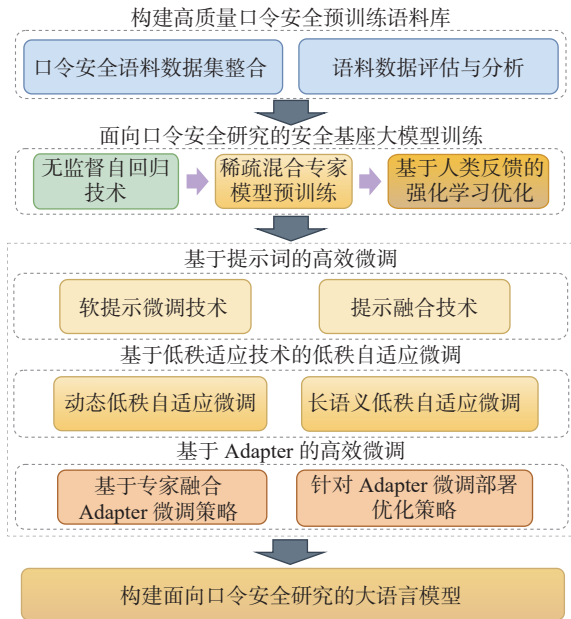 构建高质量口令安全预训练语料库
口令安全语料数据集整合
语料数据评估与分析
面向口令安全研究的安全基座大模型训练
无监督自回归
技术
稀疏混合专家
模型预训练
基于人类反馈的
强化学习优化
基于提示词的高效微调
软提示微调技术
提示融合技术
基于低秩适应技术的低秩自适应微调
动态低秩自适应微调
长语义低秩自适应微调
基于 Adapter 的高效微调
基于专家融合
Adapter 微调策略
针对 Adapter 微调部署
优化策略
构建面向口令安全研究的大语言模型